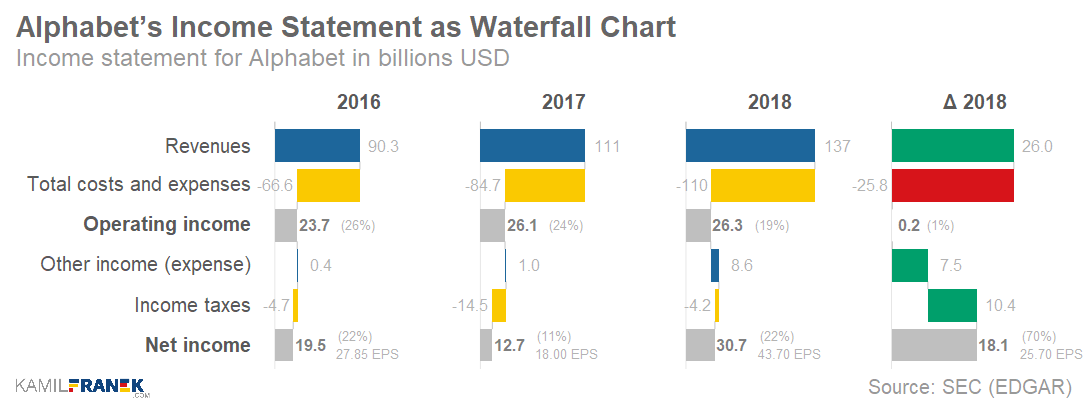 Alphabet's Income Statement as Waterfall Chart
Income statement for Alphabet in billions USD
2016 2017 2018 Δ 2018
Revenues 90.3 111 137 26.0
Total costs and expenses -66.6 -84.7 -110 -25.8
Operating income 23.7 (26%) 26.1 (24%) 26.3 (19%) 0.2 (1%)
Other income (expense) 0.4 1.0 8.6 7.5
Income taxes -4.7 -14.5 -4.2 10.4
Net income 19.5 (22%) 27.85 EPS 12.7 (11%) 18.00 EPS 30.7 (22%) 43.70 EPS 18.1 (70%) 25.70 EPS
KAMILFRANEK.COM Source: SEC (EDGAR)